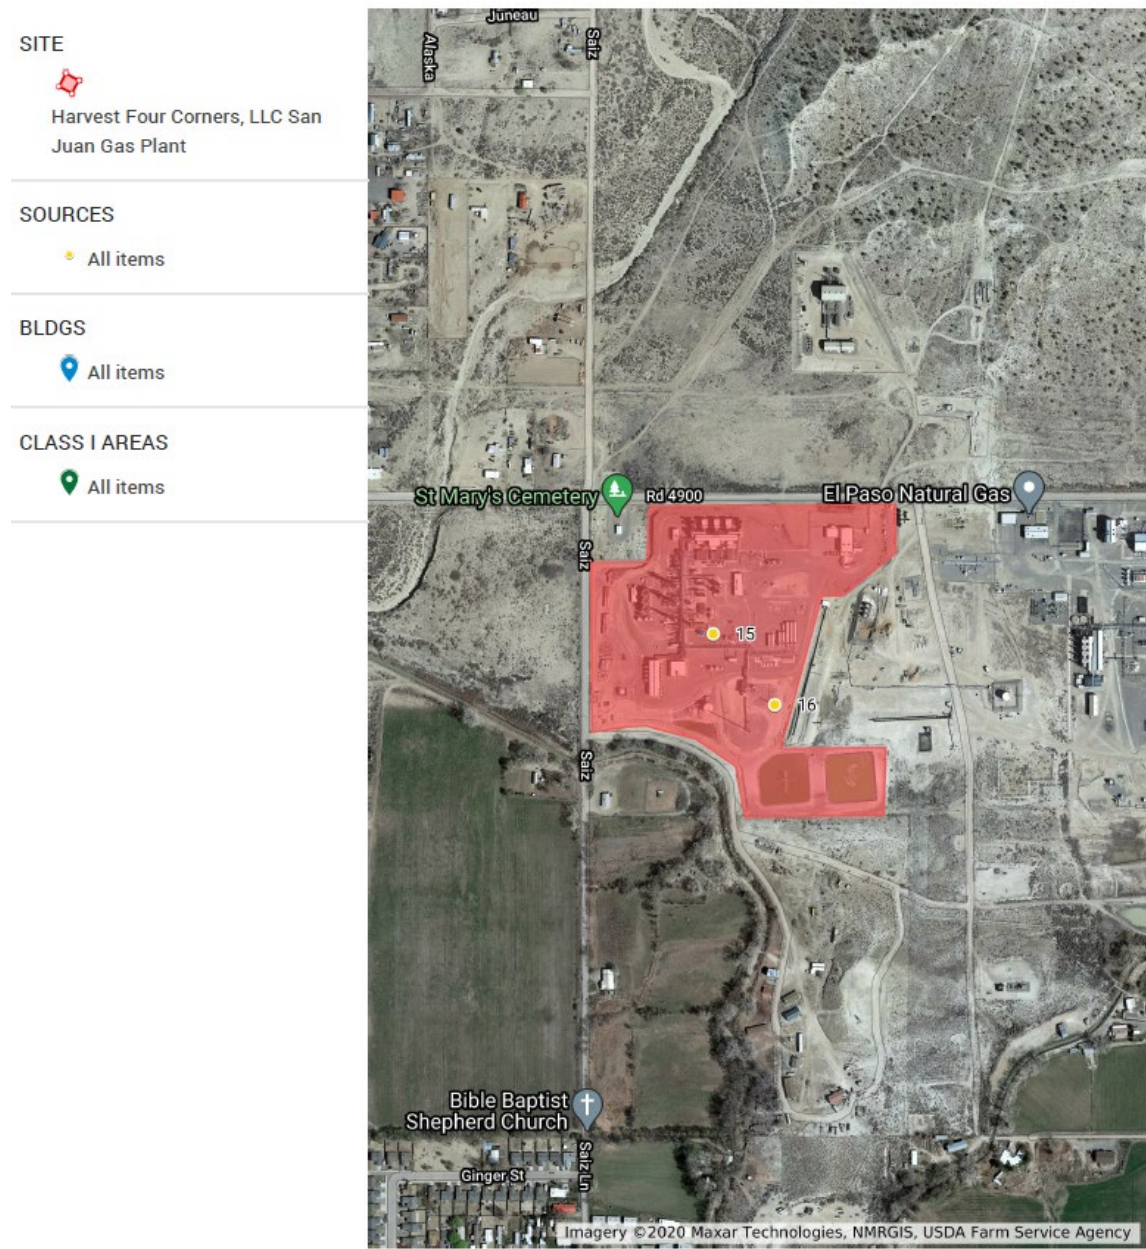 SITE
Harvest Four Corners, LLC San
Juan Gas Plant
SOURCES
All items
BLDGS
All items
CLASS I AREAS
All items
Juneau
Alaska
Saiz
St Mary's Cemetery
Rd 4900
El Paso Natural Gas
Saiz
15
16
Saiz
Bible Baptist
Shepherd Church
Ginger St
Saiz Ln
Imagery ©2020 Maxar Technologies, NMRGIS, USDA Farm Service Agency